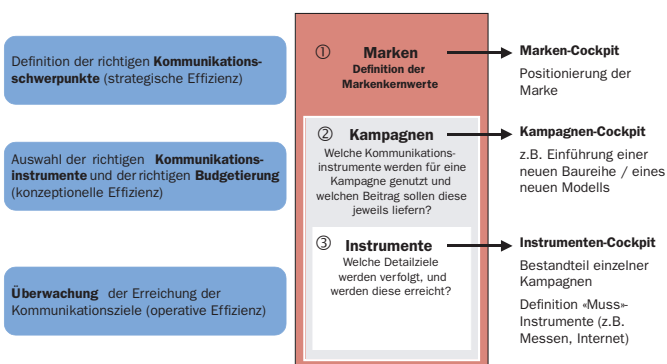 Definition der richtigen Kommunikations-
schwerpunkte (strategische Effizienz)
① Marken
Definition der
Markenkernwerte
Marken-Cockpit
Positionierung der
Marke
Auswahl der richtigen Kommunikations-
instrumente und der richtigen Budgetierung
(konzeptionelle Effizienz)
② Kampagnen
Welche Kommunikations-
instrumente werden für eine
Kampagne genutzt und
welchen Beitrag sollen diese
jeweils liefern?
Kampagnen-Cockpit
z.B. Einführung einer
neuen Baureihe / eines
neuen Modells
Überwachung der Erreichung der
Kommunikationsziele (operative Effizienz)
③ Instrumente
Welche Detailziele
werden verfolgt, und
werden diese erreicht?
Instrumenten-Cockpit
Bestandteil einzelner
Kampagnen
Definition «Muss»-
Instrumente (z.B.
Messen, Internet)